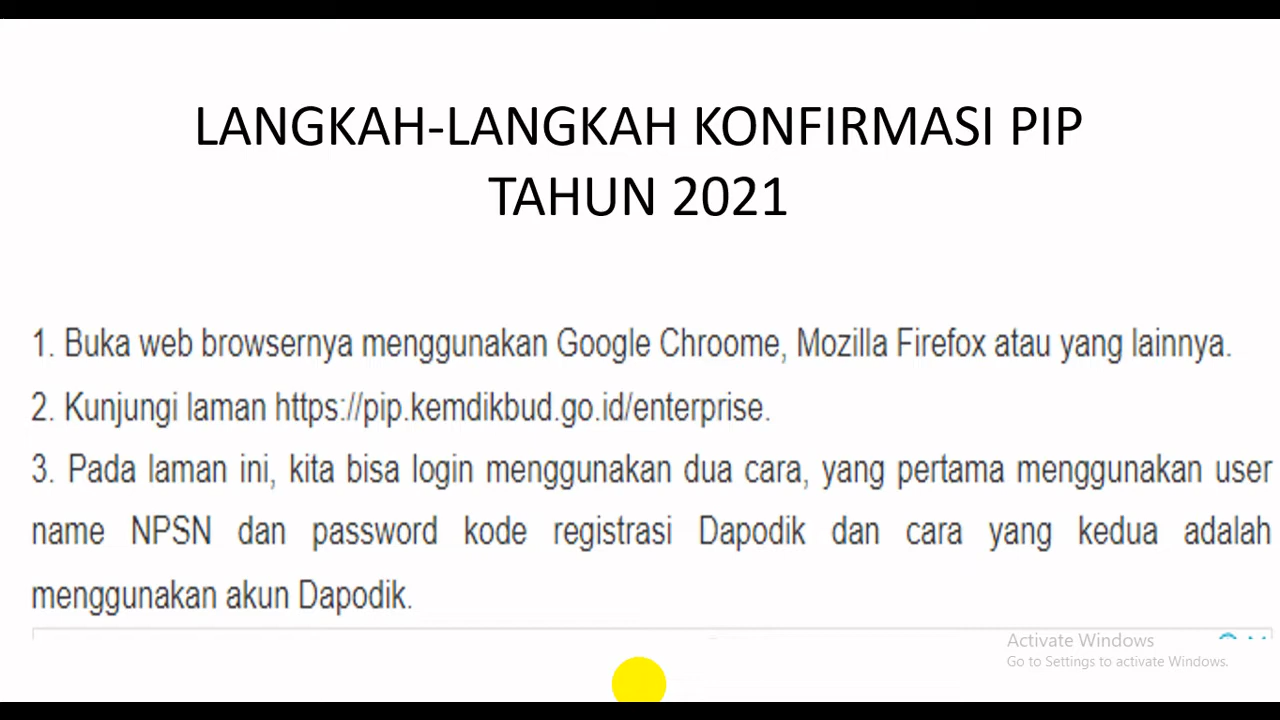 LANGKAH-LANGKAH KONFIRMASI PIP
TAHUN 2021
1. Buka web browsernya menggunakan Google Chroome, Mozilla Firefox atau yang lainnya.
2. Kunjungi laman https://pip.kemdikbud.go.id/enterprise.
3. Pada laman ini, kita bisa login menggunakan dua cara, yang pertama menggunakan user
name NPSN dan password kode registrasi Dapodik dan cara yang kedua adalah
menggunakan akun Dapodik.
Activate Windows
Go to Settings to activate Windows.